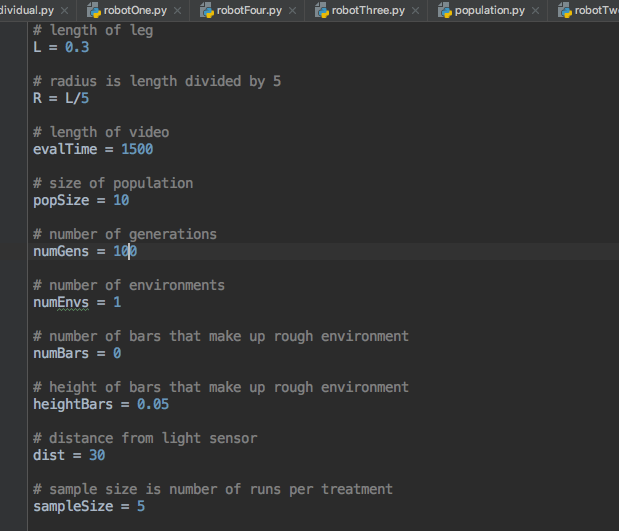 dividual.py robotOne.py robotFour.py robotThree.py population.py robotTw
# length of leg
L = 0.3
# radius is length divided by 5
R = L/5
# length of video
evalTime = 1500
# size of population
popSize = 10
# number of generations
numGens = 100
# number of environments
numEnvs = 1
# number of bars that make up rough environment
numBars = 0
# height of bars that make up rough environment
heightBars = 0.05
# distance from light sensor
dist = 30
# sample size is number of runs per treatment
sampleSize = 5